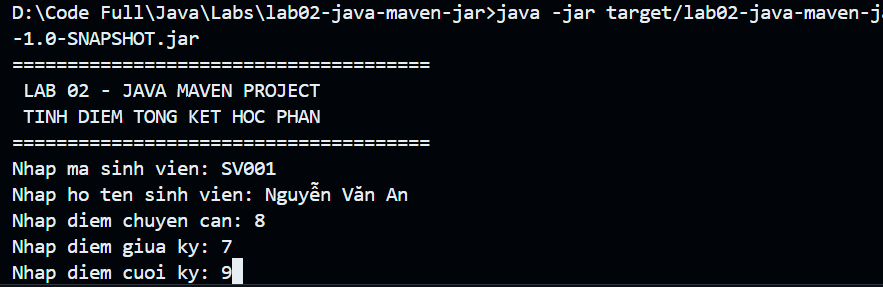 D:\Code Full\Java\Labs\lab02-java-maven-jar>java -jar target/lab02-java-maven-ja
-1.0-SNAPSHOT.jar
======================================
LAB 02 - JAVA MAVEN PROJECT
TINH DIEM TONG KET HOC PHAN
======================================
Nhap ma sinh vien: SV001
Nhap ho ten sinh vien: Nguyễn Văn An
Nhap diem chuyen can: 8
Nhap diem giua ky: 7
Nhap diem cuoi ky: 9